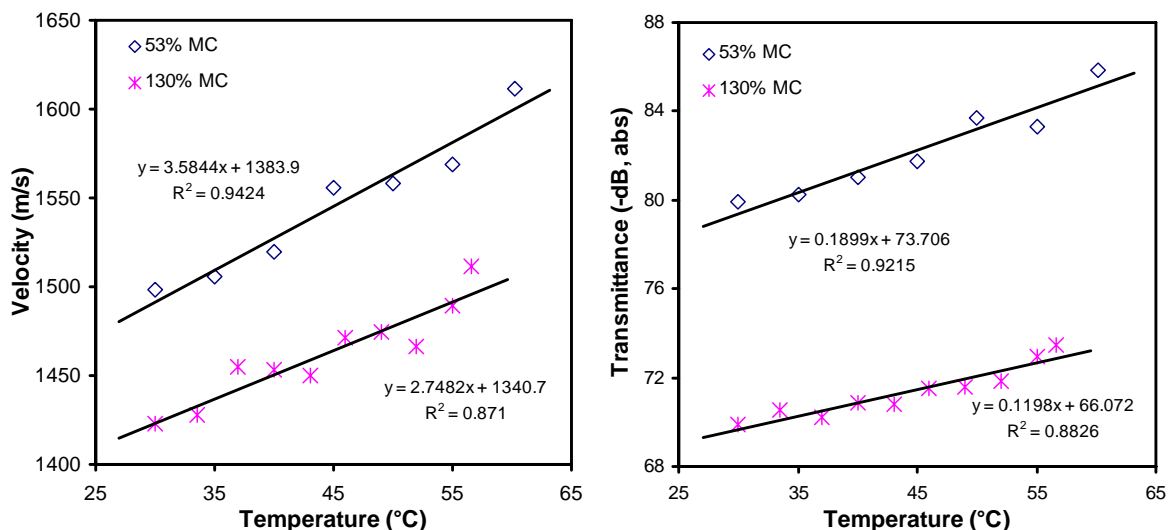 1650
1600
1550
1500
1450
1400
25 35 45 55 65
Velocity (m/s)
Temperature (°C)
53% MC
130% MC
y = 3.5844x + 1383.9
R² = 0.9424
y = 2.7482x + 1340.7
R² = 0.871
88
84
80
76
72
68
25 35 45 55 65
Transmittance (-dB, abs)
Temperature (°C)
53% MC
130% MC
y = 0.1899x + 73.706
R² = 0.9215
y = 0.1198x + 66.072
R² = 0.8826